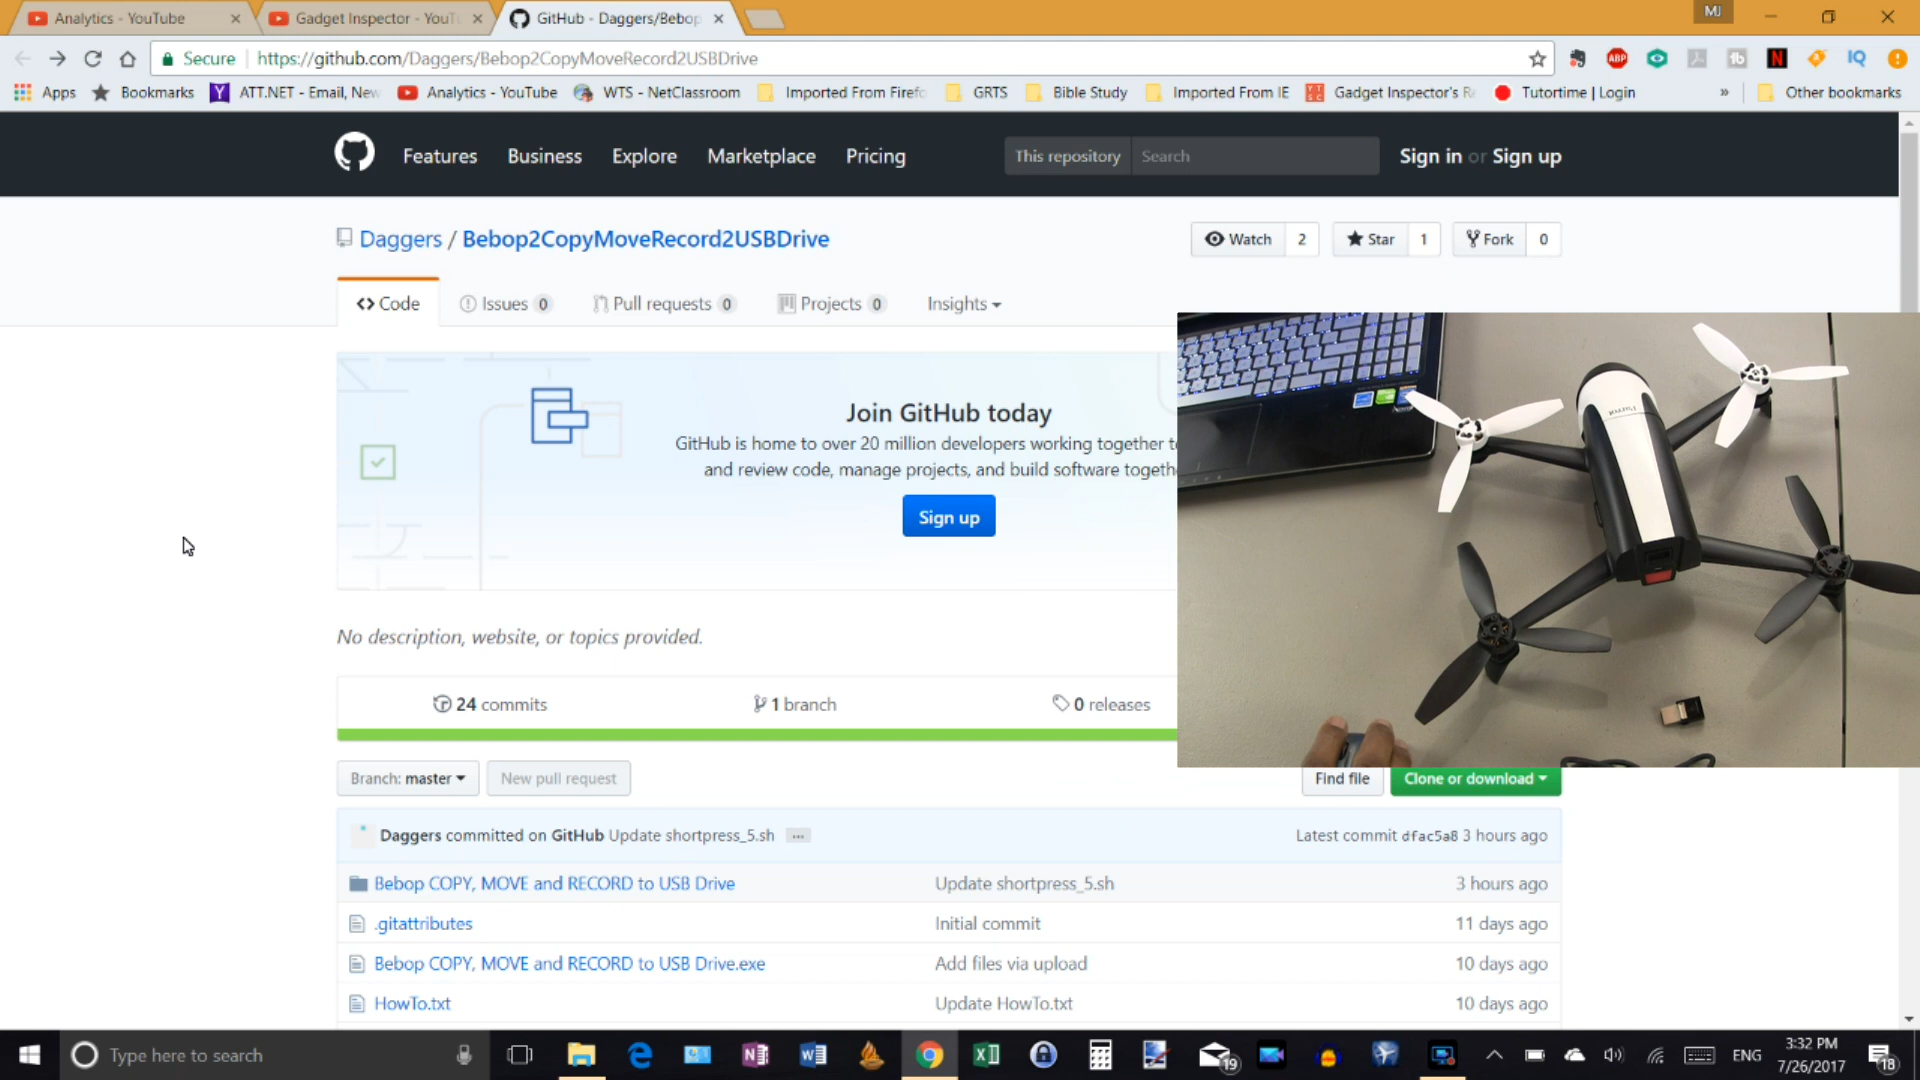 Analytics - YouTube
Gadget Inspector - YouT
GitHub - Daggers/Bebop
MJ
Secure
https://github.com/Daggers/Bebop2CopyMoveRecord2USBDrive
ABP
IQ
Apps
Bookmarks
ATT.NET - Email, New
Analytics - YouTube
WTS - NetClassroom
Imported From Firefo
GRTS
Bible Study
Imported From IE
Gadget Inspector's R
Tutortime | Login
»
Other bookmarks
Features
Business
Explore
Marketplace
Pricing
This repository
Search
Sign in or Sign up
Daggers / Bebop2CopyMoveRecord2USBDrive
Watch 2
Star 1
Fork 0
Code
Issues 0
Pull requests 0
Projects 0
Insights
Join GitHub today
GitHub is home to over 20 million developers working together t
and review code, manage projects, and build software togeth
Sign up
No description, website, or topics provided.
24 commits
1 branch
0 releases
Branch: master
New pull request
Find file
Clone or download
Daggers committed on GitHub Update shortpress_5.sh ...
Latest commit dfac5a8 3 hours ago
Bebop COPY, MOVE and RECORD to USB Drive
Update shortpress_5.sh
3 hours ago
.gitattributes
Initial commit
11 days ago
Bebop COPY, MOVE and RECORD to USB Drive.exe
Add files via upload
10 days ago
HowTo.txt
Update HowTo.txt
10 days ago
Type here to search
19
ENG
3:32 PM
7/26/2017
18